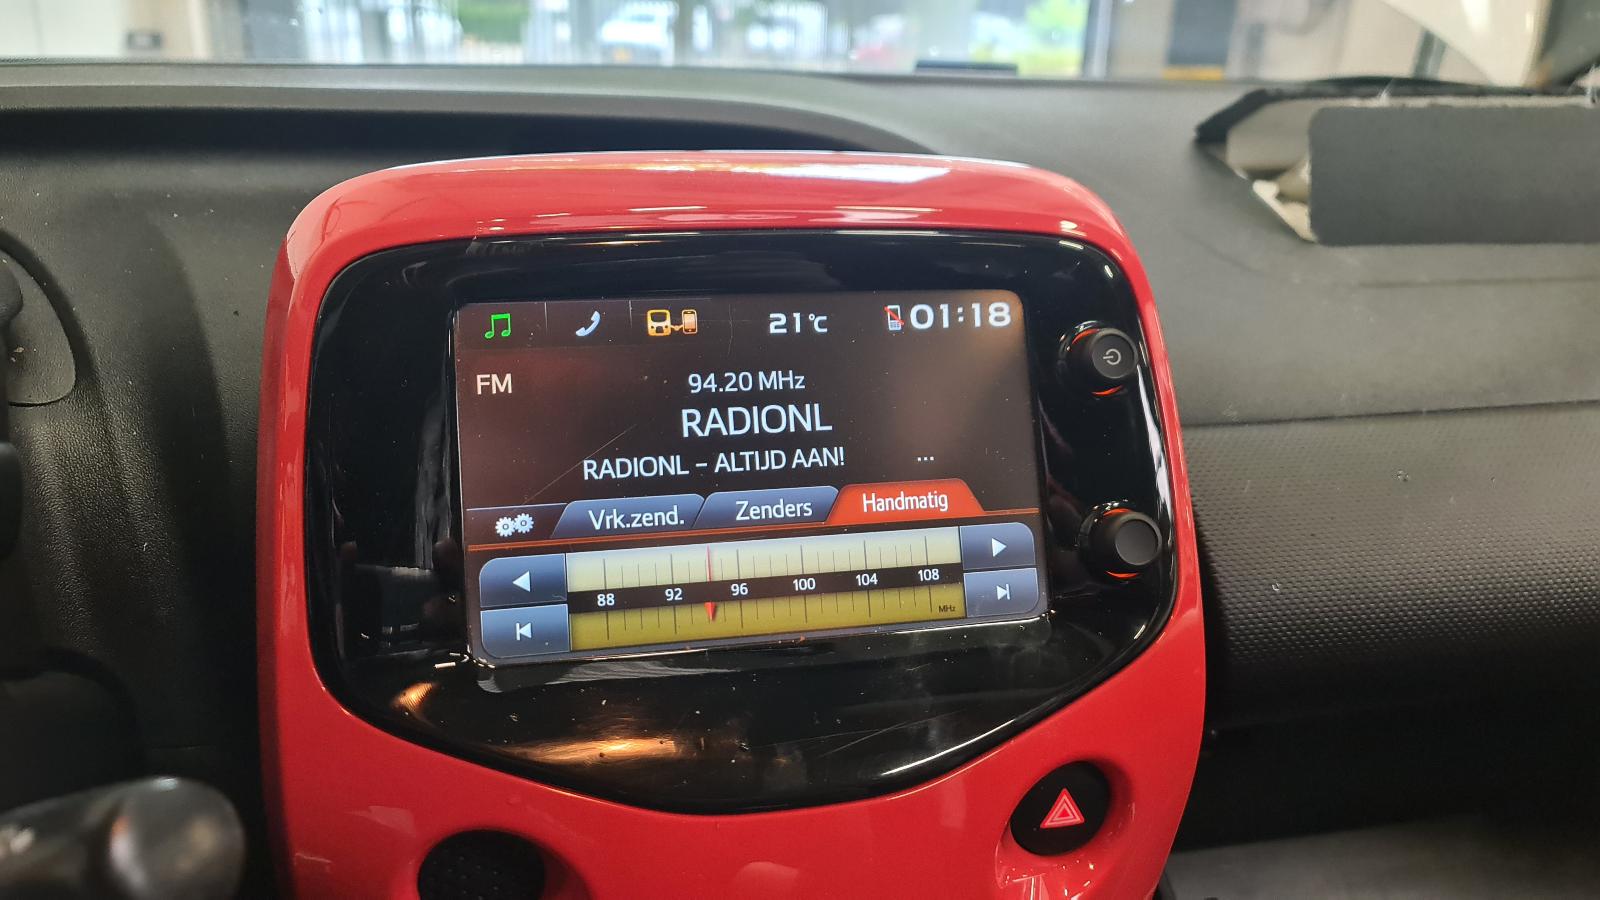 21°C
01:18
FM
94.20 MHz
RADIONL
RADIONL – ALTIJD AAN!
...
Vrk.zend.
Zenders
Handmatig
88 92 96 100 104 108
MHz